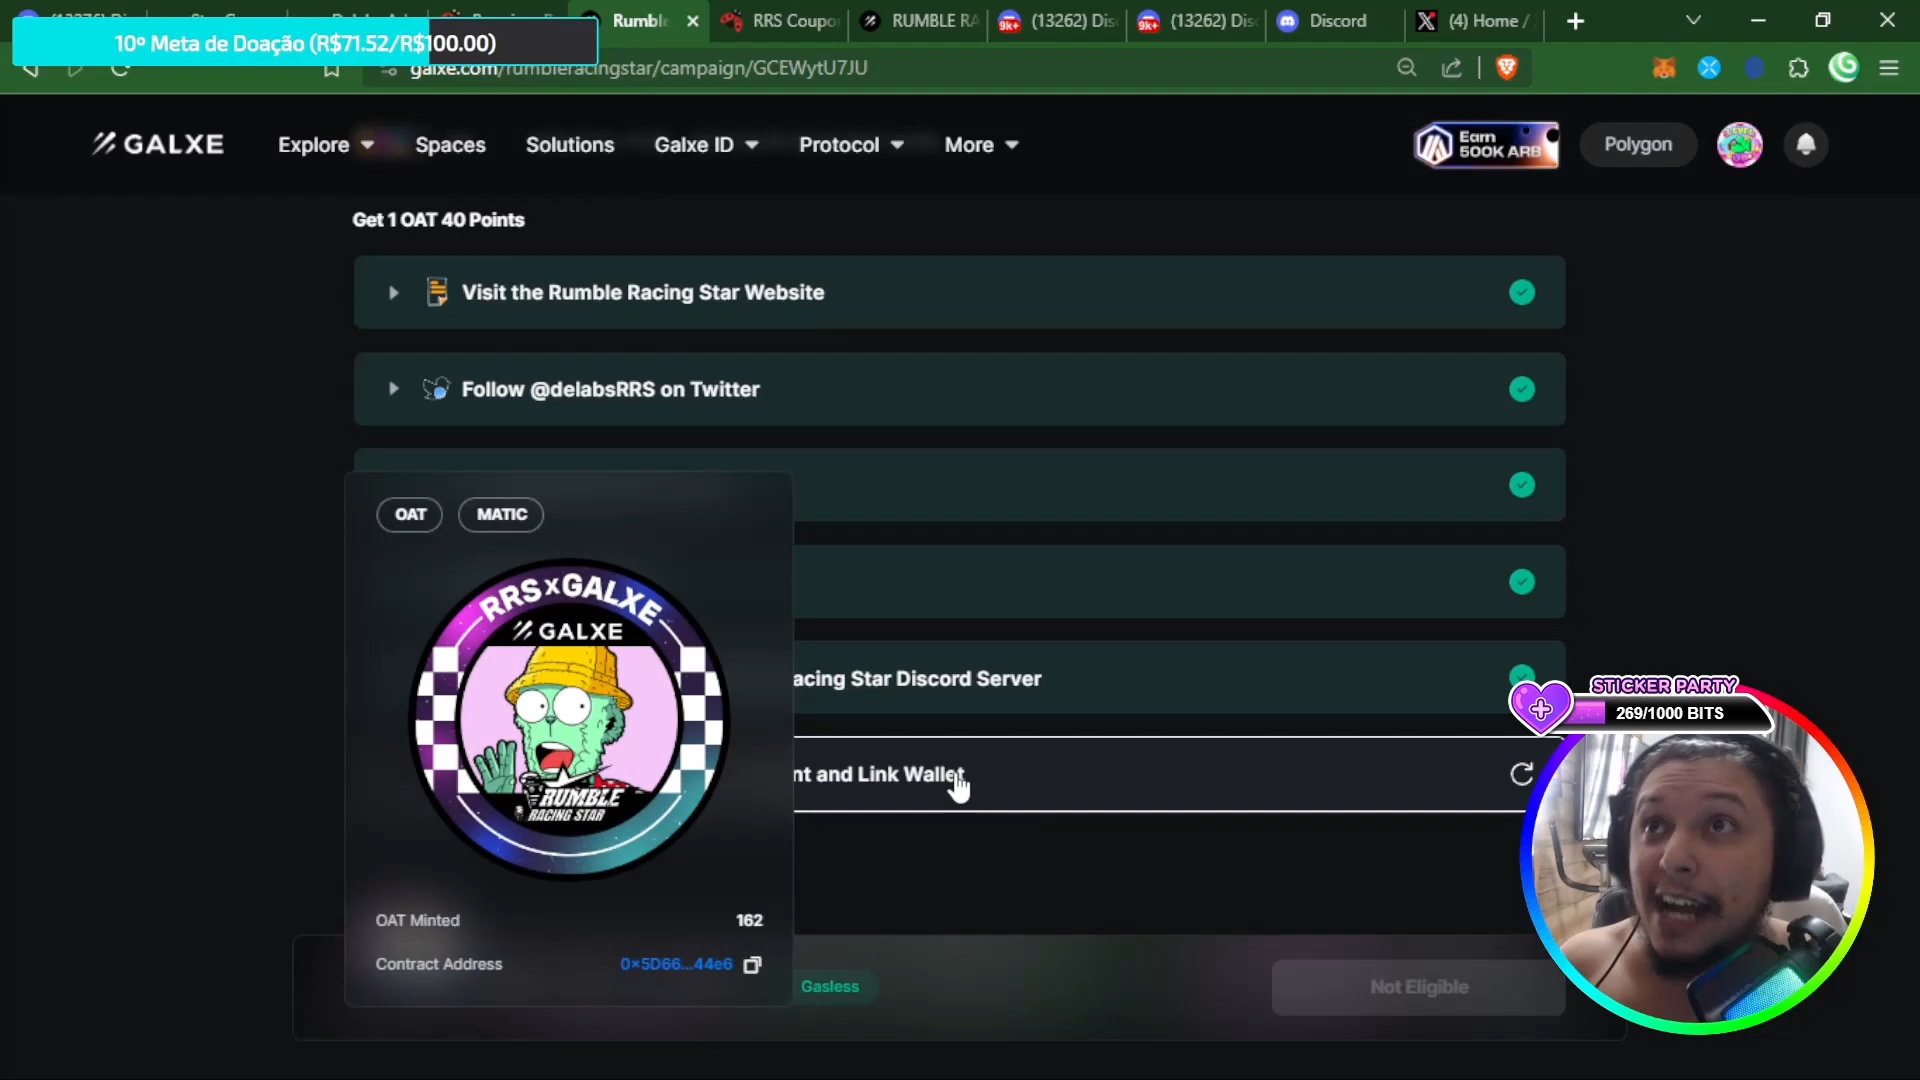 10º Meta de Doação (R$71.52/R$100.00)
Rumble
RRS Coupo
RUMBLE RA
(13262) Dis
(13262) Dis
Discord
(4) Home /
galxe.com/rumbleracingstar/campaign/GCEWytU7JU
GALXE
Explore
Spaces
Solutions
Galxe ID
Protocol
More
Earn
500K ARB
Polygon
Get 1 OAT 40 Points
Visit the Rumble Racing Star Website
Follow @delabsRRS on Twitter
OAT
MATIC
RRSxGALXE
GALXE
RUMBLE
RACING STAR
acing Star Discord Server
nt and Link Wallet
STICKER PARTY
269/1000 BITS
OAT Minted
162
Contract Address
0x5D66...44e6
Gasless
Not Eligible